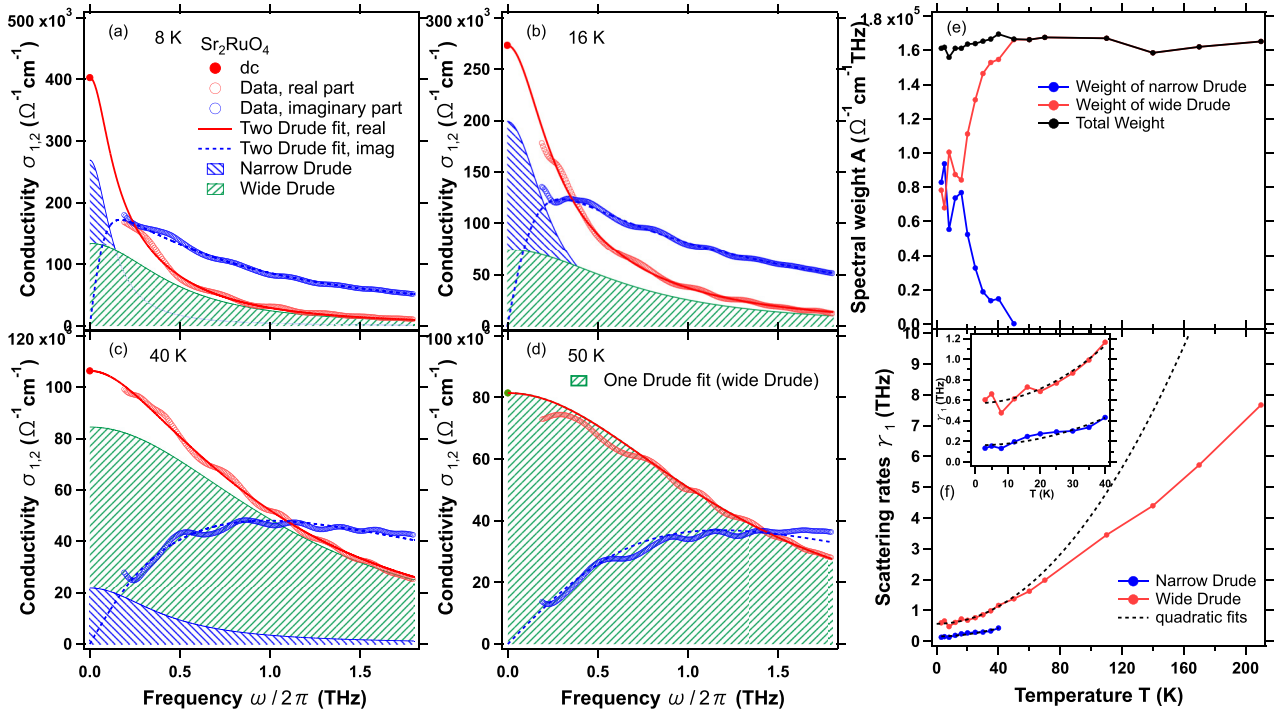 (a)
8 K
Sr2RuO4
dc
Data, real part
Data, imaginary part
Two Drude fit, real
Two Drude fit, imag
Narrow Drude
Wide Drude
500 x10³
400
300
200
100
0
Conductivity σ1,2 (Ω⁻¹cm⁻¹)
(b)
16 K
300 x10³
250
200
150
100
50
0
Conductivity σ1,2 (Ω⁻¹cm⁻¹)
(c)
40 K
120 x10³
100
80
60
40
20
0
Conductivity σ1,2 (Ω⁻¹cm⁻¹)
0.0 0.5 1.0 1.5
Frequency ω/2π (THz)
(d)
50 K
One Drude fit (wide Drude)
100 x10³
80
60
40
20
0
Conductivity σ1,2 (Ω⁻¹cm⁻¹)
0.0 0.5 1.0 1.5
Frequency ω/2π (THz)
(e)
1.8 x10⁵
1.6
1.4
1.2
1.0
0.8
0.6
0.4
0.2
0.0
Spectral weight A (Ω⁻¹cm⁻¹ THz)
Weight of narrow Drude
Weight of wide Drude
Total Weight
(f)
10
9
8
7
6
5
4
3
2
1
0
Scattering rates γ1 (THz)
1.2
1.0
0.8
0.6
0.4
0.2
0.0
γ1 (THz)
0 10 20 30 40
T (K)
Narrow Drude
Wide Drude
quadratic fits
0 40 80 120 160 200
Temperature T (K)